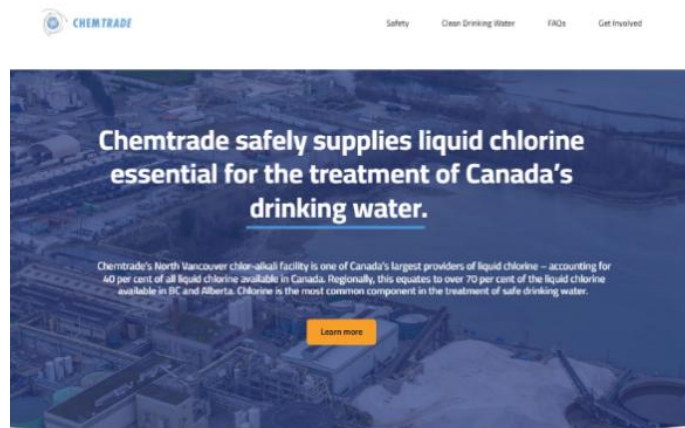 CHEMTRADE
Safety
Clean Drinking Water
FAQs
Get Involved
Chemtrade safely supplies liquid chlorine
essential for the treatment of Canada's
drinking water.
Chemtrade's North Vancouver chlor-alkali facility is one of Canada's largest providers of liquid chlorine – accounting for
40 per cent of all liquid chlorine available in Canada. Regionally, this equates to over 70 per cent of the liquid chlorine
available in BC and Alberta. Chlorine is the most common component in the treatment of safe drinking water.
Learn more